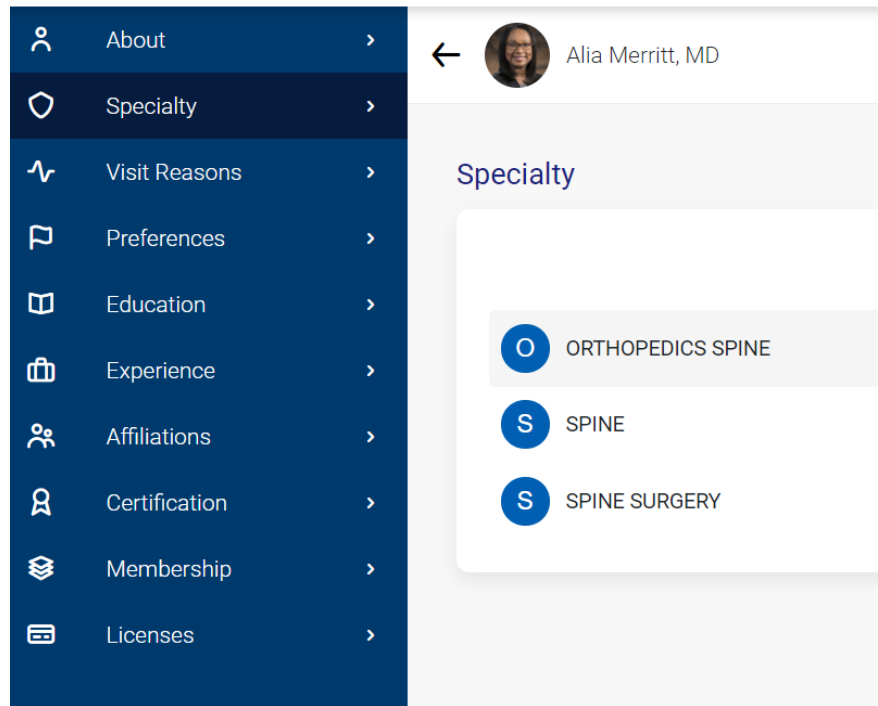 About
Specialty
Visit Reasons
Preferences
Education
Experience
Affiliations
Certification
Membership
Licenses
Alia Merritt, MD
Specialty
O ORTHOPEDICS SPINE
S SPINE
S SPINE SURGERY